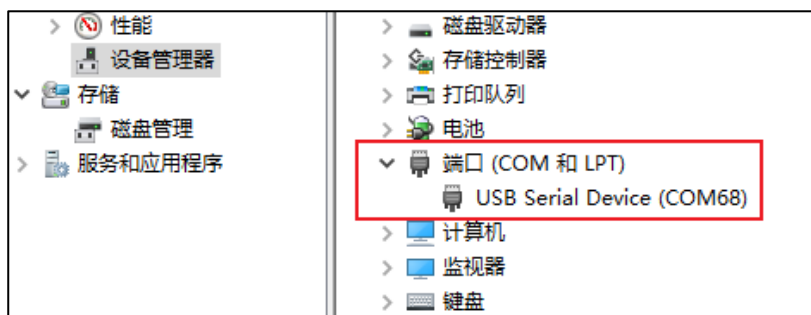 性能
设备管理器
存储
磁盘管理
服务和应用程序
磁盘驱动器
存储控制器
打印队列
电池
端口 (COM 和 LPT)
USB Serial Device (COM68)
计算机
监视器
键盘